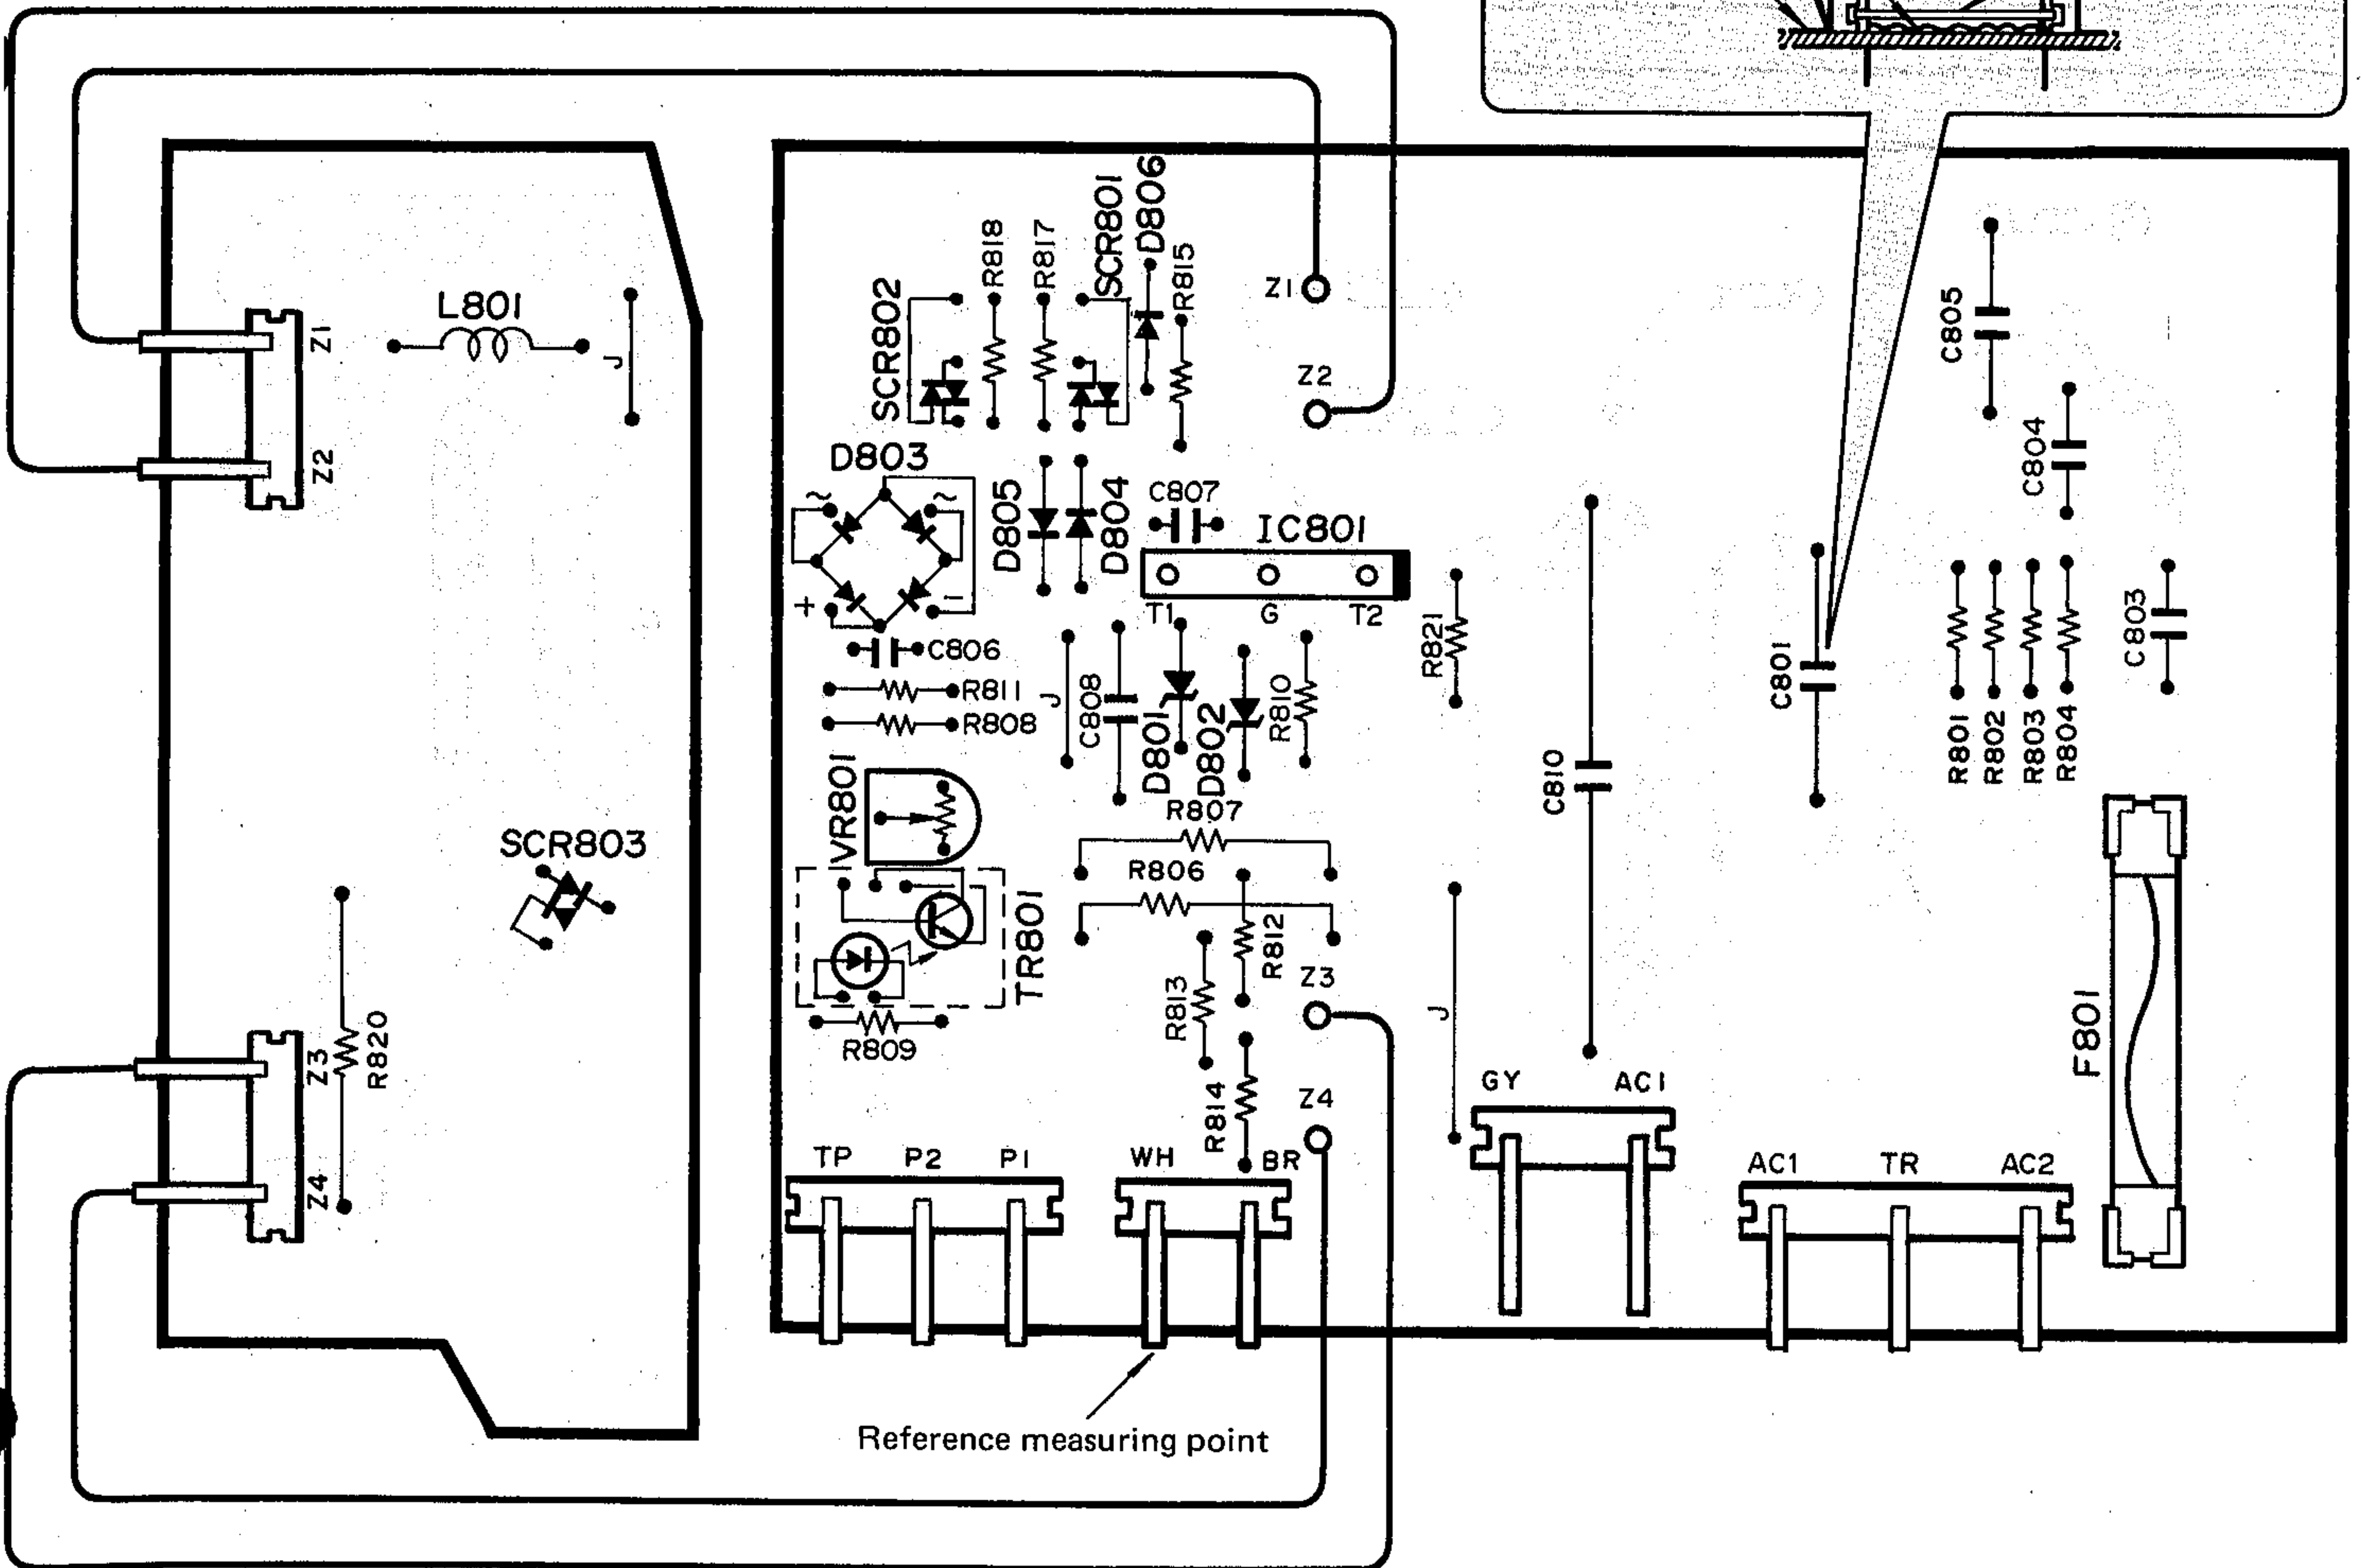 L801
Z1
J
Z2
SCR803
Z3
R820
Z4
SCR802
R818
R817
SCR801
D806
R815
Z1
Z2
D803
~
~
+
−
D805
D804
C807
IC801
T1
G
T2
C806
R811
R808
J
C808
D801
D802
R810
R821
VR801
R807
R806
TR801
R812
R813
R809
Z3
R814
Z4
J
C810
C801
C805
C804
R801
R802
R803
R804
C803
F801
GY
AC1
TP
P2
P1
WH
BR
AC1
TR
AC2
Reference measuring point